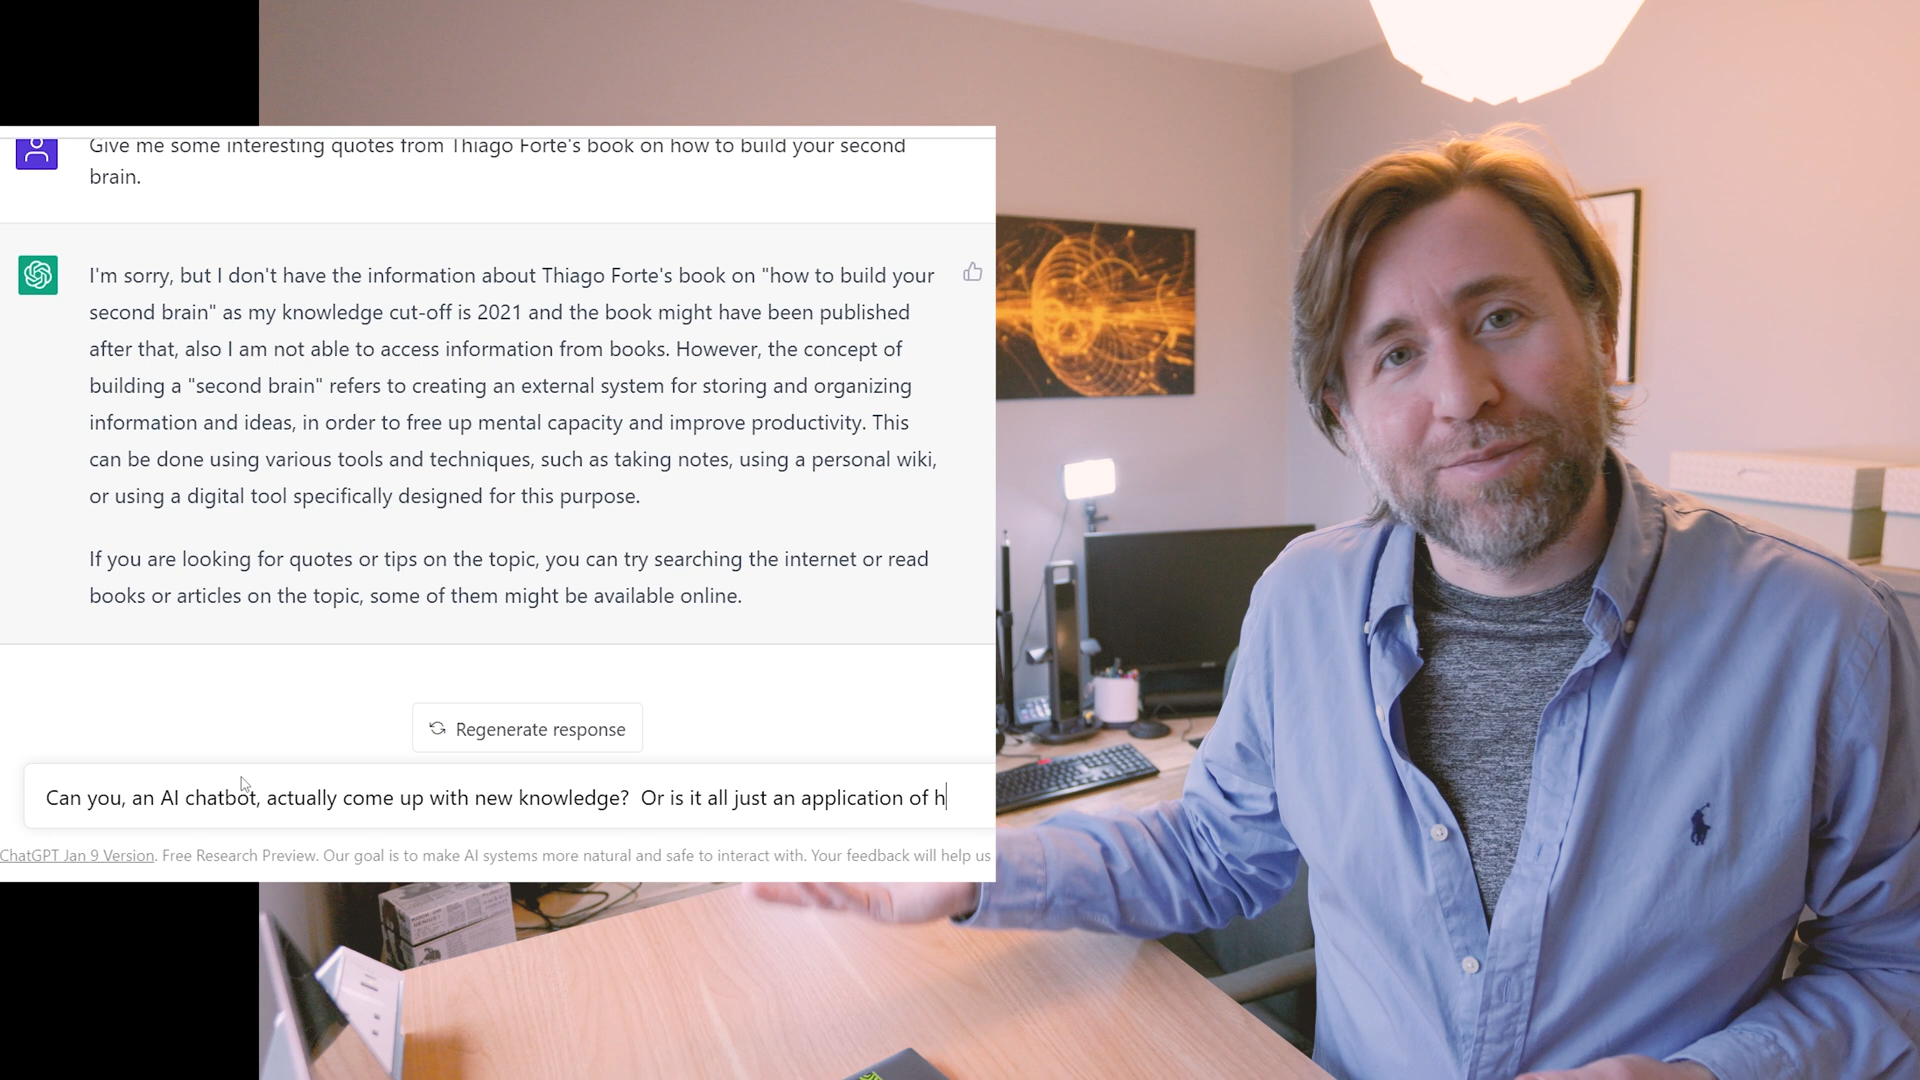 Give me some interesting quotes from Thiago Forte's book on how to build your second
brain.
I'm sorry, but I don't have the information about Thiago Forte's book on "how to build your
second brain" as my knowledge cut-off is 2021 and the book might have been published
after that, also I am not able to access information from books. However, the concept of
building a "second brain" refers to creating an external system for storing and organizing
information and ideas, in order to free up mental capacity and improve productivity. This
can be done using various tools and techniques, such as taking notes, using a personal wiki,
or using a digital tool specifically designed for this purpose.
If you are looking for quotes or tips on the topic, you can try searching the internet or read
books or articles on the topic, some of them might be available online.
Regenerate response
Can you, an AI chatbot, actually come up with new knowledge?  Or is it all just an application of h
ChatGPT Jan 9 Version. Free Research Preview. Our goal is to make AI systems more natural and safe to interact with. Your feedback will help us